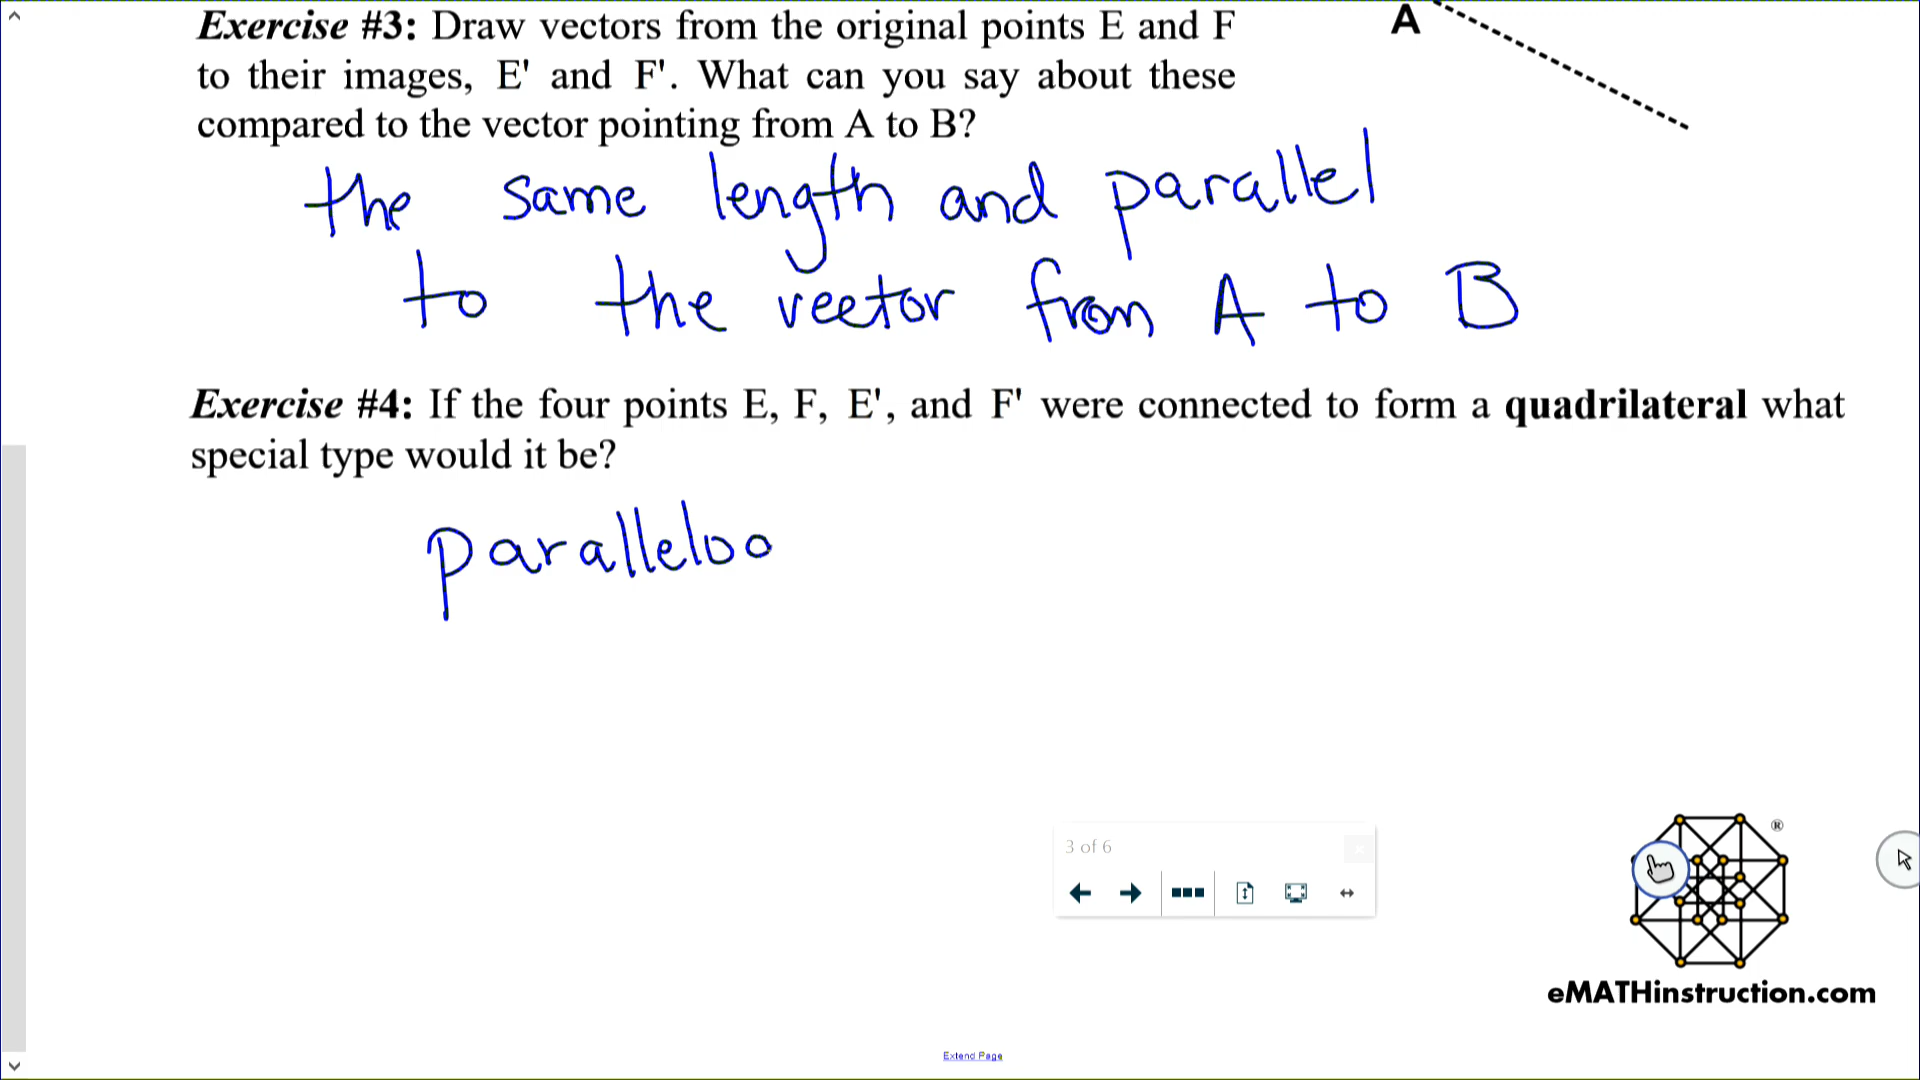 Exercise #3: Draw vectors from the original points E and F
A
to their images, E' and F'. What can you say about these
compared to the vector pointing from A to B?
the same length and parallel
to the vector from A to B
Exercise #4: If the four points E, F, E', and F' were connected to form a quadrilateral what
special type would it be?
paralleloo
3 of 6
®
eMATHinstruction.com
Extend Page